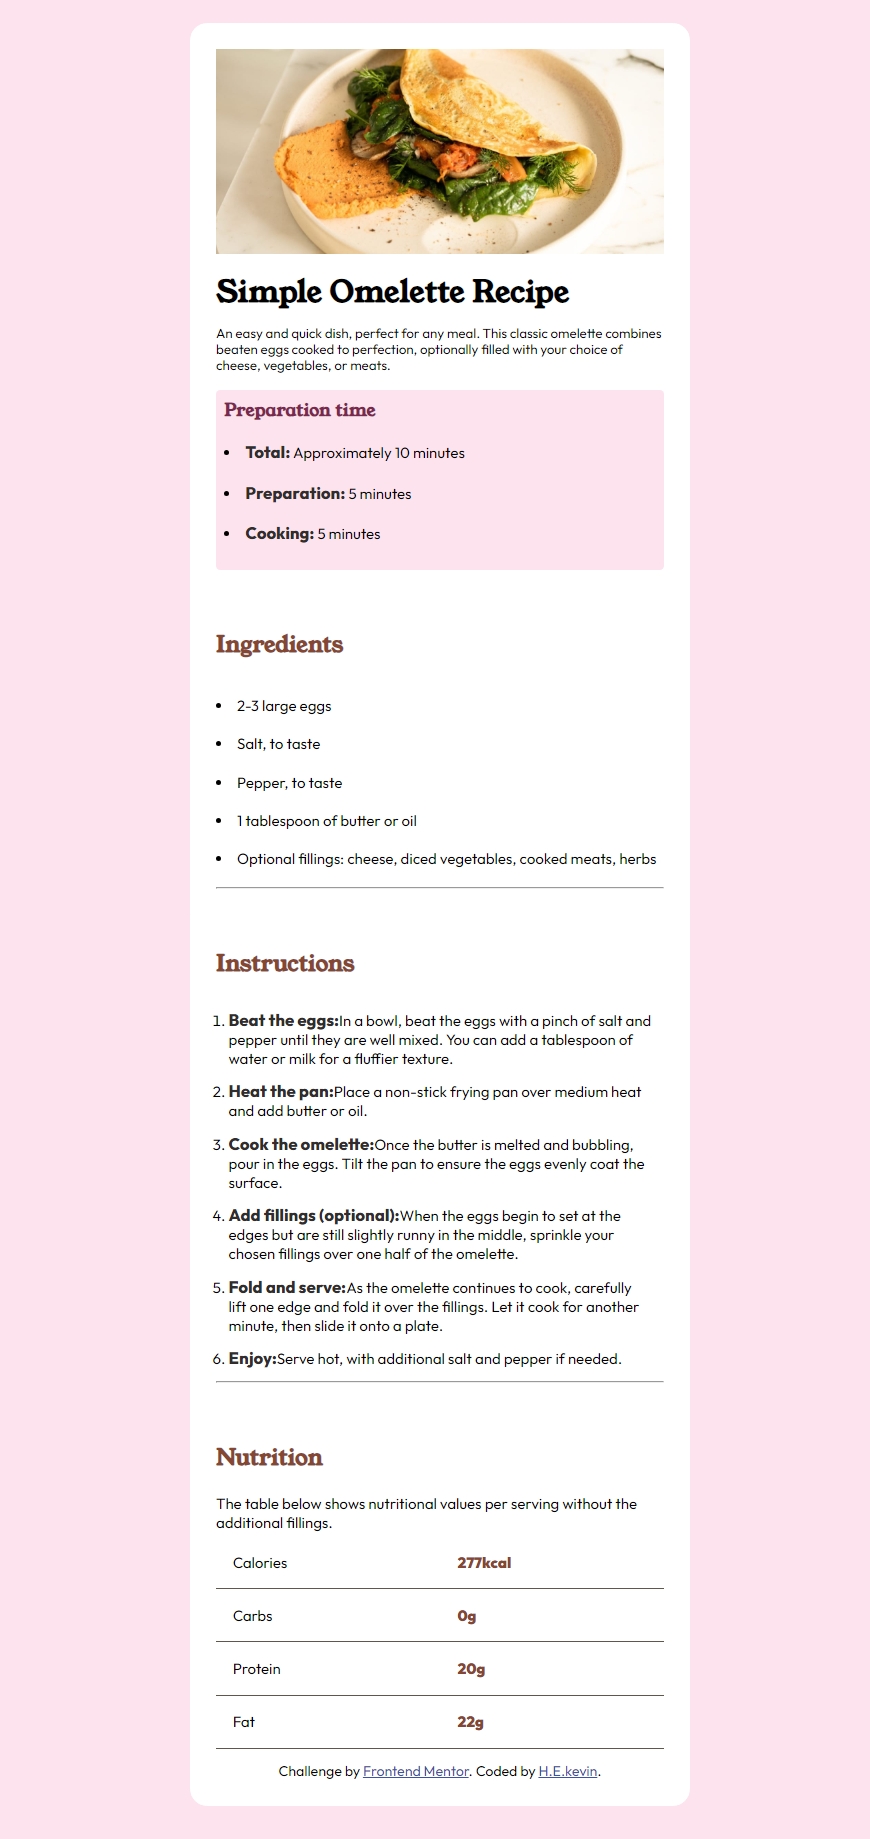 Simple Omelette Recipe
An easy and quick dish, perfect for any meal. This classic omelette combines
beaten eggs cooked to perfection, optionally filled with your choice of
cheese, vegetables, or meats.
Preparation time
• Total: Approximately 10 minutes
• Preparation: 5 minutes
• Cooking: 5 minutes
Ingredients
• 2-3 large eggs
• Salt, to taste
• Pepper, to taste
• 1 tablespoon of butter or oil
• Optional fillings: cheese, diced vegetables, cooked meats, herbs
Instructions
1. Beat the eggs:In a bowl, beat the eggs with a pinch of salt and
pepper until they are well mixed. You can add a tablespoon of
water or milk for a fluffier texture.
2. Heat the pan:Place a non-stick frying pan over medium heat
and add butter or oil.
3. Cook the omelette:Once the butter is melted and bubbling,
pour in the eggs. Tilt the pan to ensure the eggs evenly coat the
surface.
4. Add fillings (optional):When the eggs begin to set at the
edges but are still slightly runny in the middle, sprinkle your
chosen fillings over one half of the omelette.
5. Fold and serve:As the omelette continues to cook, carefully
lift one edge and fold it over the fillings. Let it cook for another
minute, then slide it onto a plate.
6. Enjoy:Serve hot, with additional salt and pepper if needed.
Nutrition
The table below shows nutritional values per serving without the
additional fillings.
Calories 277kcal
Carbs 0g
Protein 20g
Fat 22g
Challenge by Frontend Mentor. Coded by H.E.kevin.